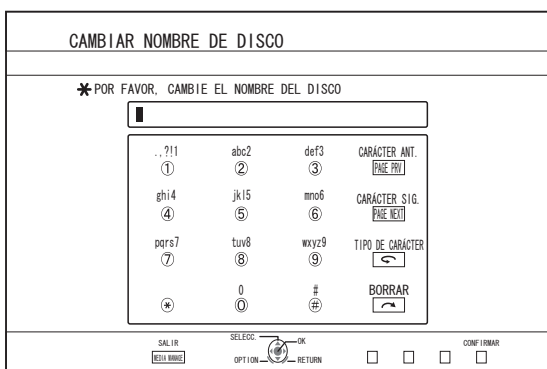 CAMBIAR NOMBRE DE DISCO
✱POR FAVOR, CAMBIE EL NOMBRE DEL DISCO
.,?!1 abc2 def3 CARÁCTER ANT.
① ② ③ PAGE PRV
ghi4 jkl5 mno6 CARÁCTER SIG.
④ ⑤ ⑥ PAGE NEXT
pqrs7 tuv8 wxyz9 TIPO DE CARÁCTER
⑦ ⑧ ⑨
0 # BORRAR
✱ ⓪ #
SALIR SELECC. OK CONFIRMAR
MEDIA MANAGE OPTION RETURN